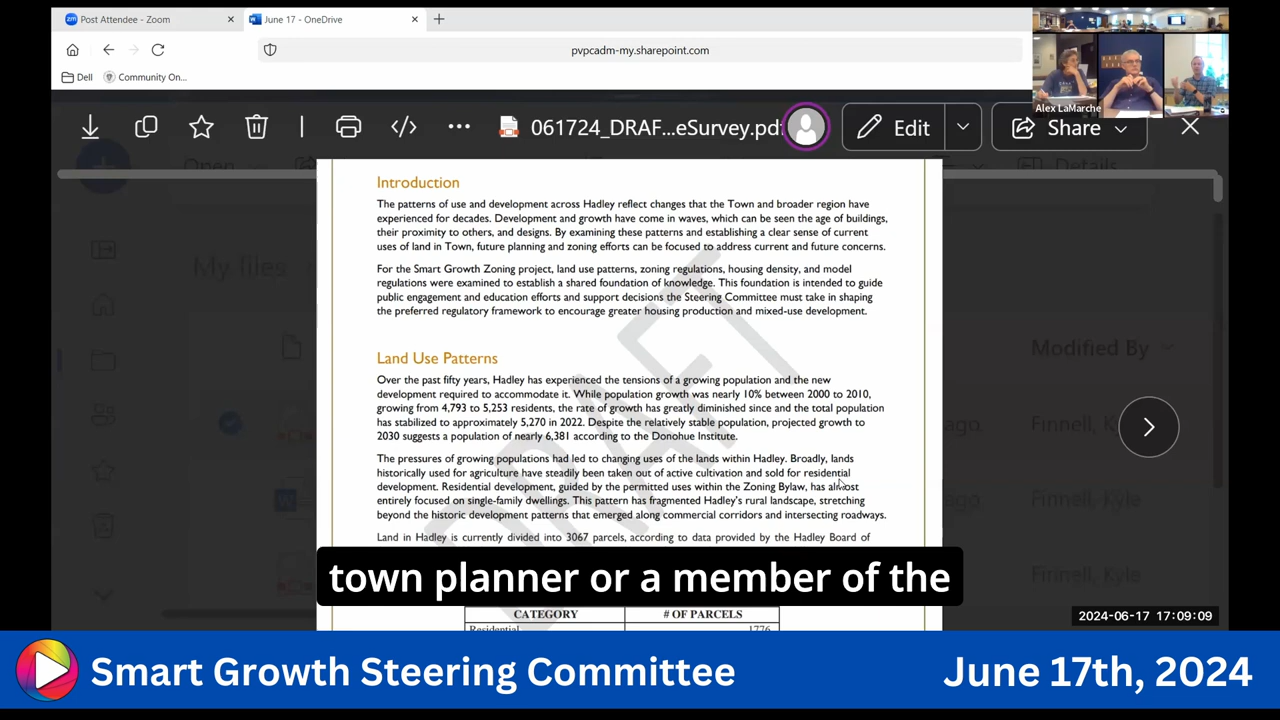 Post Attendee - Zoom
June 17 - OneDrive
pvpcadm-my.sharepoint.com
Dell
Community On...
Alex LaMarche
061724_DRAF...eSurvey.pdf
Edit
Share
Open
Details
My files
Modified By
Introduction
The patterns of use and development across Hadley reflect changes that the Town and broader region have
experienced for decades. Development and growth have come in waves, which can be seen the age of buildings,
their proximity to others, and designs. By examining these patterns and establishing a clear sense of current
uses of land in Town, future planning and zoning efforts can be focused to address current and future concerns.
For the Smart Growth Zoning project, land use patterns, zoning regulations, housing density, and model
regulations were examined to establish a shared foundation of knowledge. This foundation is intended to guide
public engagement and education efforts and support decisions the Steering Committee must take in shaping
the preferred regulatory framework to encourage greater housing production and mixed-use development.
Land Use Patterns
Over the past fifty years, Hadley has experienced the tensions of a growing population and the new
development required to accommodate it. While population growth was nearly 10% between 2000 to 2010,
growing from 4,793 to 5,253 residents, the rate of growth has greatly diminished since and the total population
has stabilized to approximately 5,270 in 2022. Despite the relatively stable population, projected growth to
2030 suggests a population of nearly 6,381 according to the Donohue Institute.
The pressures of growing populations had led to changing uses of the lands within Hadley. Broadly, lands
historically used for agriculture have steadily been taken out of active cultivation and sold for residential
development. Residential development, guided by the permitted uses within the Zoning Bylaw, has almost
entirely focused on single-family dwellings. This pattern has fragmented Hadley's rural landscape, stretching
beyond the historic development patterns that emerged along commercial corridors and intersecting roadways.
Land in Hadley is currently divided into 3067 parcels, according to data provided by the Hadley Board of
DRAFT
ago,
Finnell, K
ago
Finnell, Ky
Finnell, Kyle
town planner or a member of the
CATEGORY # OF PARCELS
Residential 1776
2024-06-17 17:09:09
Smart Growth Steering Committee
June 17th, 2024